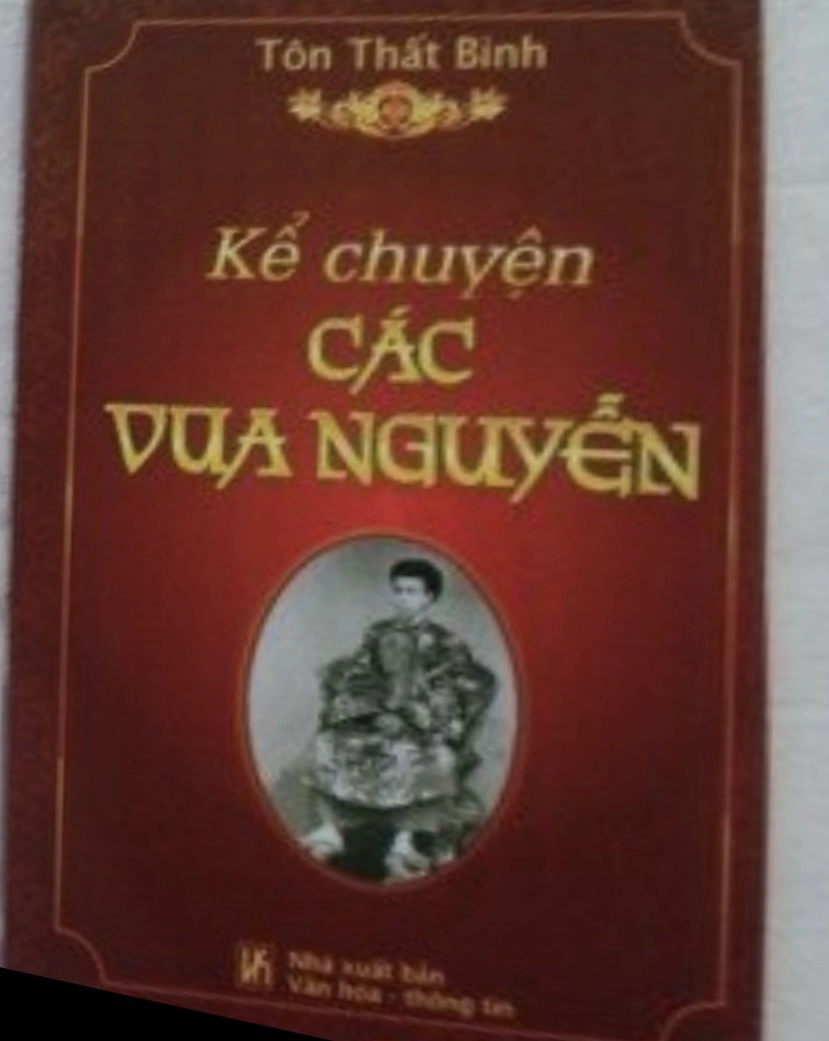 Tôn Thất Bình
Kể chuyện
CÁC
VUA NGUYỄN
Nhà xuất bản
Văn hóa - thông tin